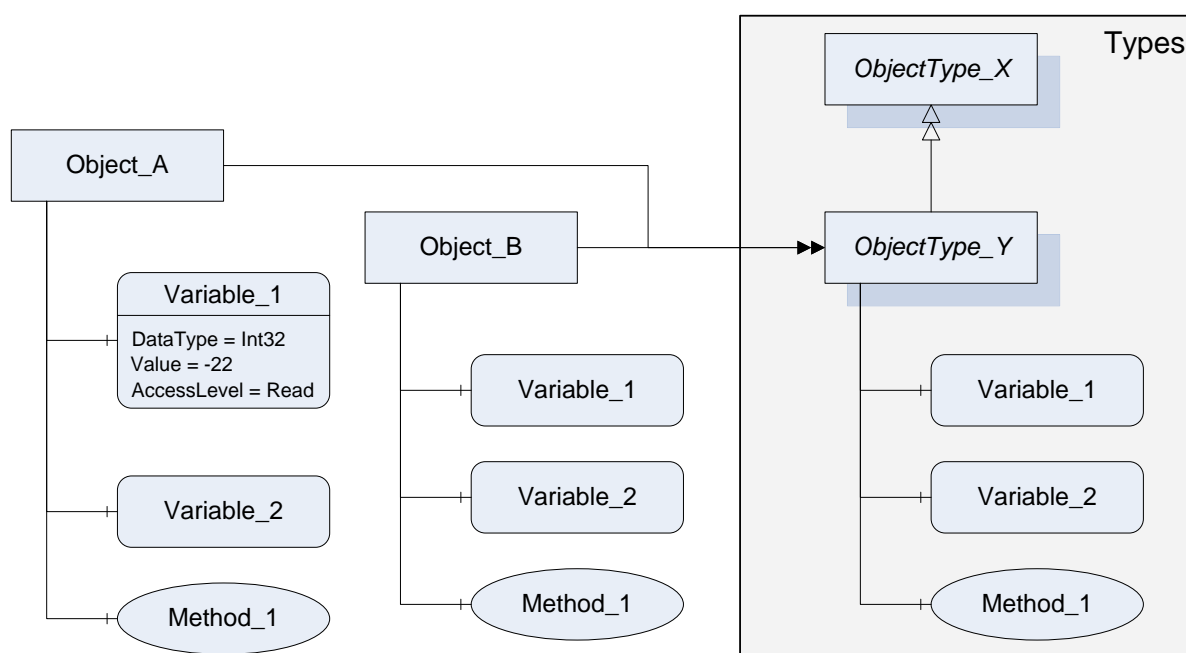 Types
ObjectType_X
Object_A
Object_B
ObjectType_Y
Variable_1
DataType = Int32
Value = -22
AccessLevel = Read
Variable_2
Method_1
Variable_1
Variable_2
Method_1
Variable_1
Variable_2
Method_1